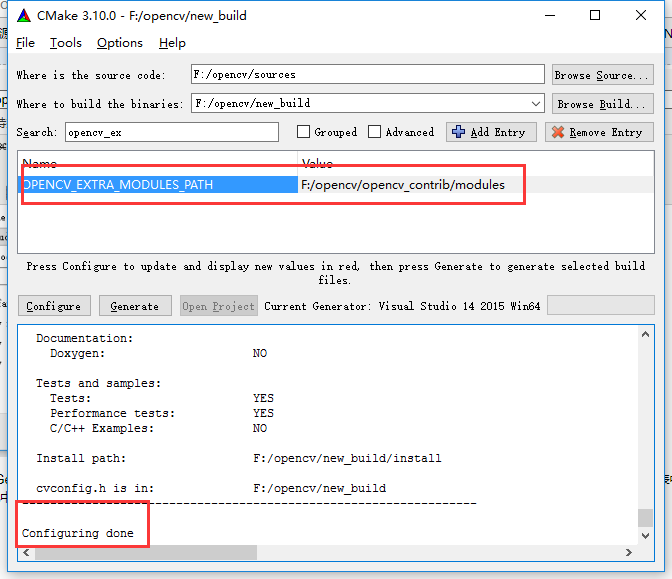 CMake 3.10.0 - F:/opencv/new_build
File Tools Options Help
Where is the source code: F:/opencv/sources Browse Source...
Where to build the binaries: F:/opencv/new_build Browse Build...
Search: opencv_ex Grouped Advanced Add Entry Remove Entry
Name Value
OPENCV_EXTRA_MODULES_PATH F:/opencv/opencv_contrib/modules
Press Configure to update and display new values in red, then press Generate to generate selected build
files.
Configure Generate Open Project Current Generator: Visual Studio 14 2015 Win64
Documentation:
Doxygen: NO
Tests and samples:
Tests: YES
Performance tests: YES
C/C++ Examples: NO
Install path: F:/opencv/new_build/install
cvconfig.h is in: F:/opencv/new_build
-----------------------------------------------------------------
Configuring done